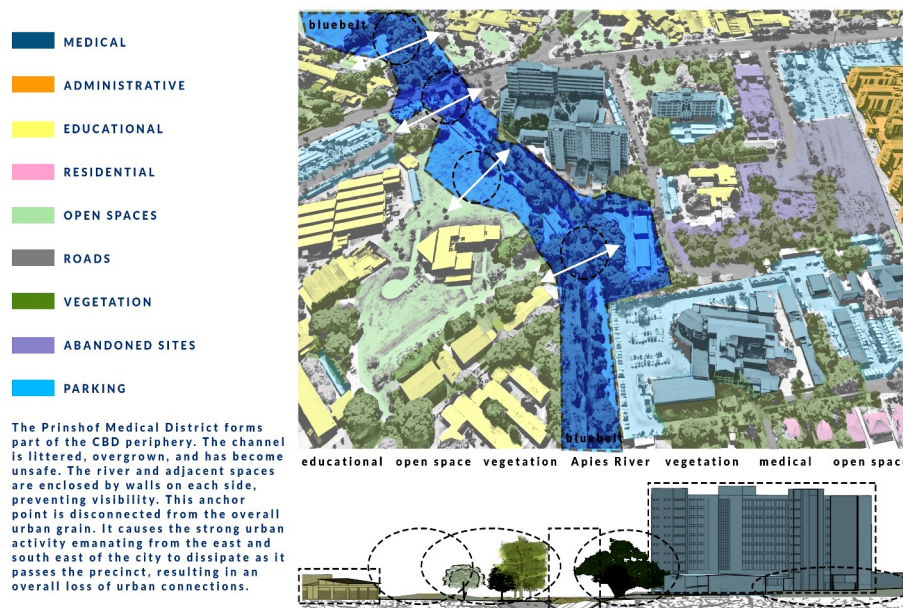 MEDICAL
ADMINISTRATIVE
EDUCATIONAL
RESIDENTIAL
OPEN SPACES
ROADS
VEGETATION
ABANDONED SITES
PARKING
The Prinshof Medical District forms
part of the CBD periphery. The channel
is littered, overgrown, and has become
unsafe. The river and adjacent spaces
are enclosed by walls on each side,
preventing visibility. This anchor
point is disconnected from the overall
urban grain. It causes the strong urban
activity emanating from the east and
south east of the city to dissipate as it
passes the precinct, resulting in an
overall loss of urban connections.
bluebelt
bluebelt
educational open space vegetation Apies River vegetation medical open space